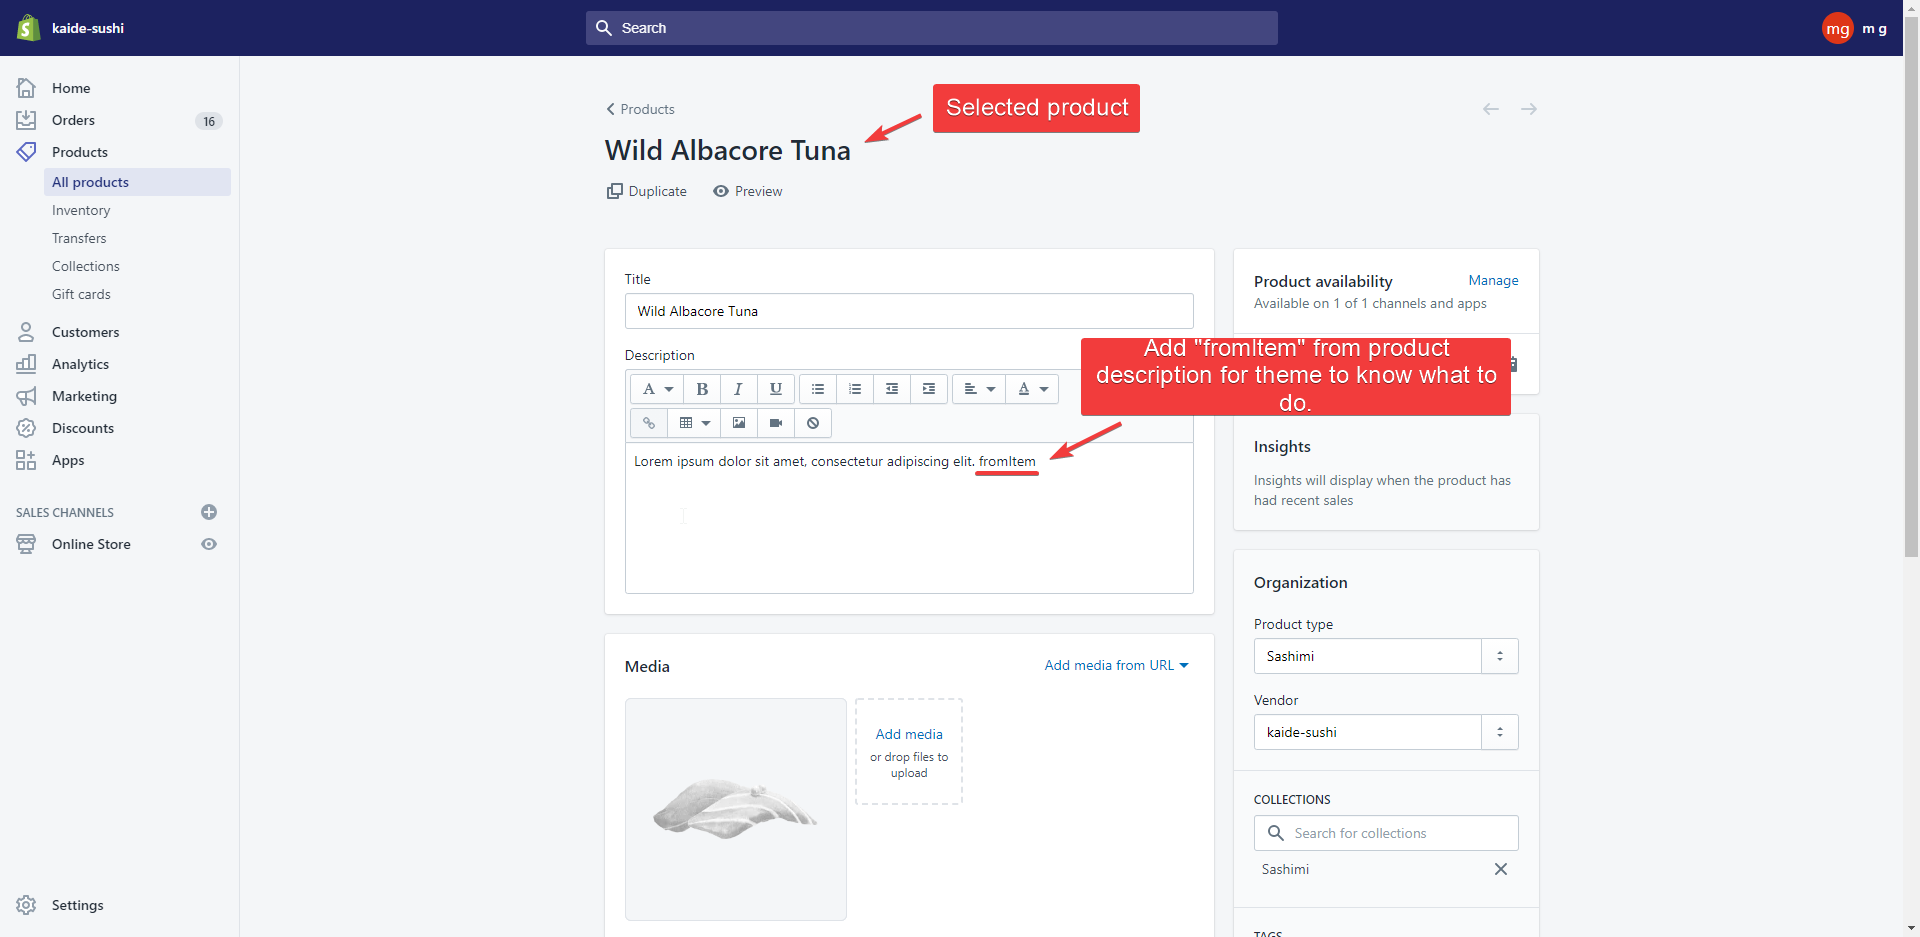 kaide-sushi
Search
mg
m g
Home
Orders
16
Products
All products
Inventory
Transfers
Collections
Gift cards
Customers
Analytics
Marketing
Discounts
Apps
SALES CHANNELS
Online Store
Settings
Products
Selected product
Wild Albacore Tuna
Duplicate
Preview
Title
Wild Albacore Tuna
Description
A
B
I
U
A
Lorem ipsum dolor sit amet, consectetur adipiscing elit. fromItem
Add "fromItem" from product
description for theme to know what to
do.
Media
Add media from URL
Add media
or drop files to
upload
Product availability
Manage
Available on 1 of 1 channels and apps
Insights
Insights will display when the product has
had recent sales
Organization
Product type
Sashimi
Vendor
kaide-sushi
COLLECTIONS
Search for collections
Sashimi
TAGS